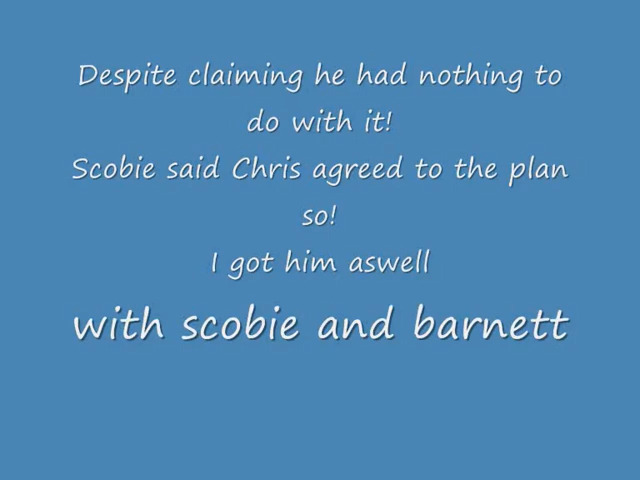 Despite claiming he had nothing to
do with it!
Scobie said Chris agreed to the plan
so!
I got him aswell
with scobie and barnett